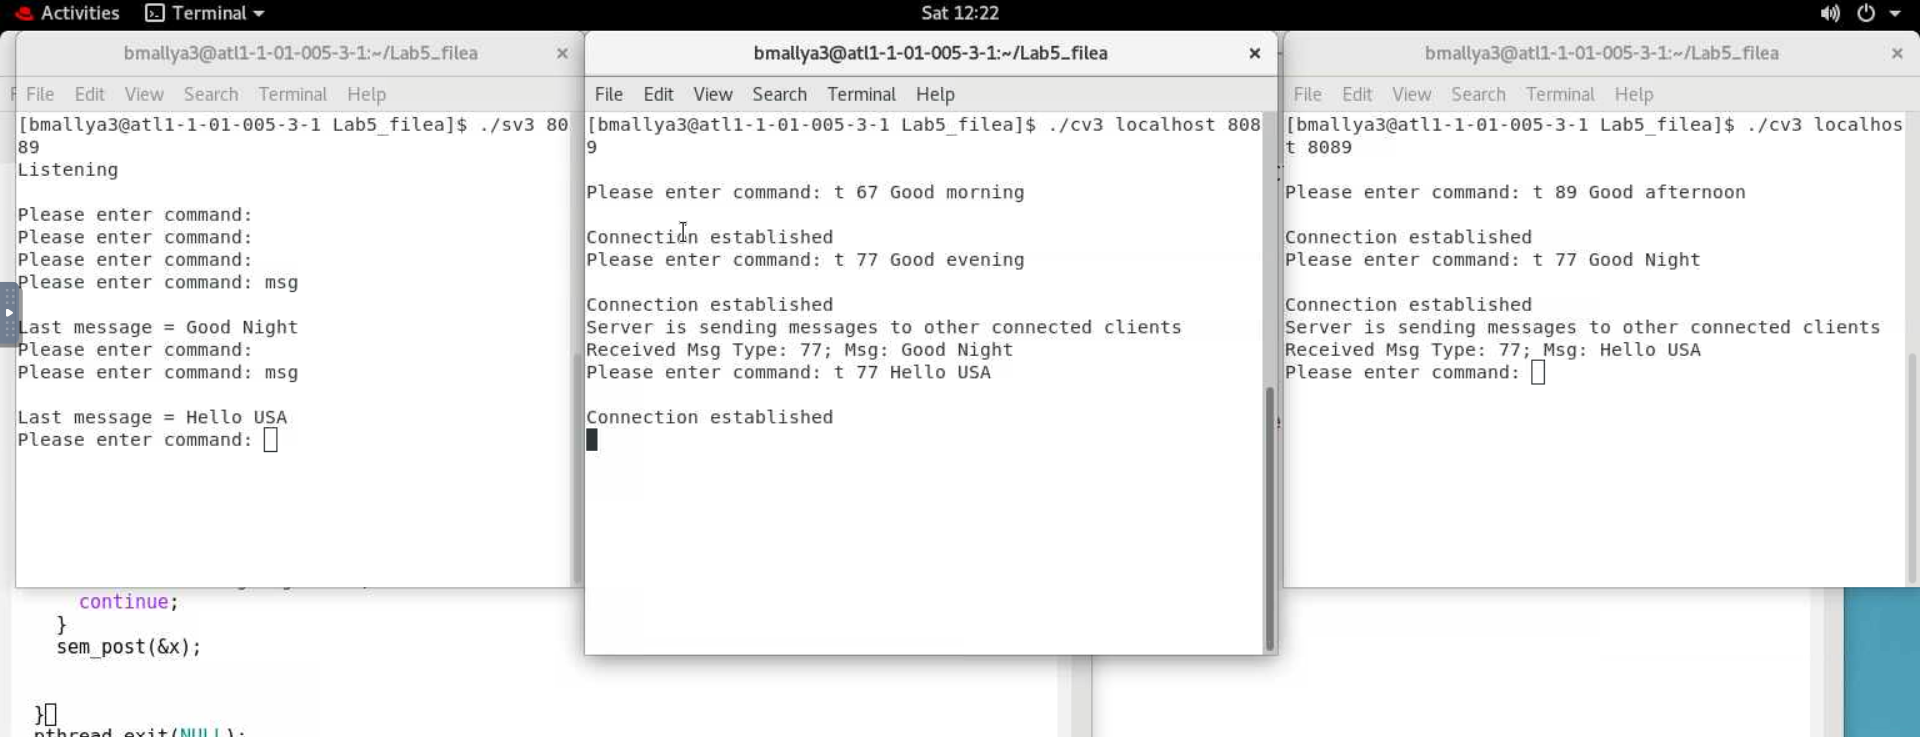 Activities Terminal Sat 12:22
bmallya3@atl1-1-01-005-3-1:~/Lab5_filea
File Edit View Search Terminal Help
[bmallya3@atl1-1-01-005-3-1 Lab5_filea]$ ./sv3 80
89
Listening
Please enter command:
Please enter command:
Please enter command:
Please enter command: msg
Last message = Good Night
Please enter command:
Please enter command: msg
Last message = Hello USA
Please enter command:
bmallya3@atl1-1-01-005-3-1:~/Lab5_filea
File Edit View Search Terminal Help
[bmallya3@atl1-1-01-005-3-1 Lab5_filea]$ ./cv3 localhost 808
9
Please enter command: t 67 Good morning
Connection established
Please enter command: t 77 Good evening
Connection established
Server is sending messages to other connected clients
Received Msg Type: 77; Msg: Good Night
Please enter command: t 77 Hello USA
Connection established
bmallya3@atl1-1-01-005-3-1:~/Lab5_filea
File Edit View Search Terminal Help
[bmallya3@atl1-1-01-005-3-1 Lab5_filea]$ ./cv3 localhos
t 8089
Please enter command: t 89 Good afternoon
Connection established
Please enter command: t 77 Good Night
Connection established
Server is sending messages to other connected clients
Received Msg Type: 77; Msg: Hello USA
Please enter command:
continue;
}
sem_post(&x);
}
pthread_exit(NULL);